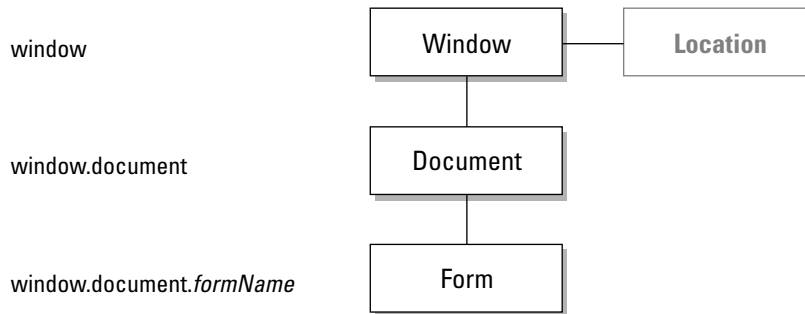 window
Window
Location
window.document
Document
window.document.formName
Form